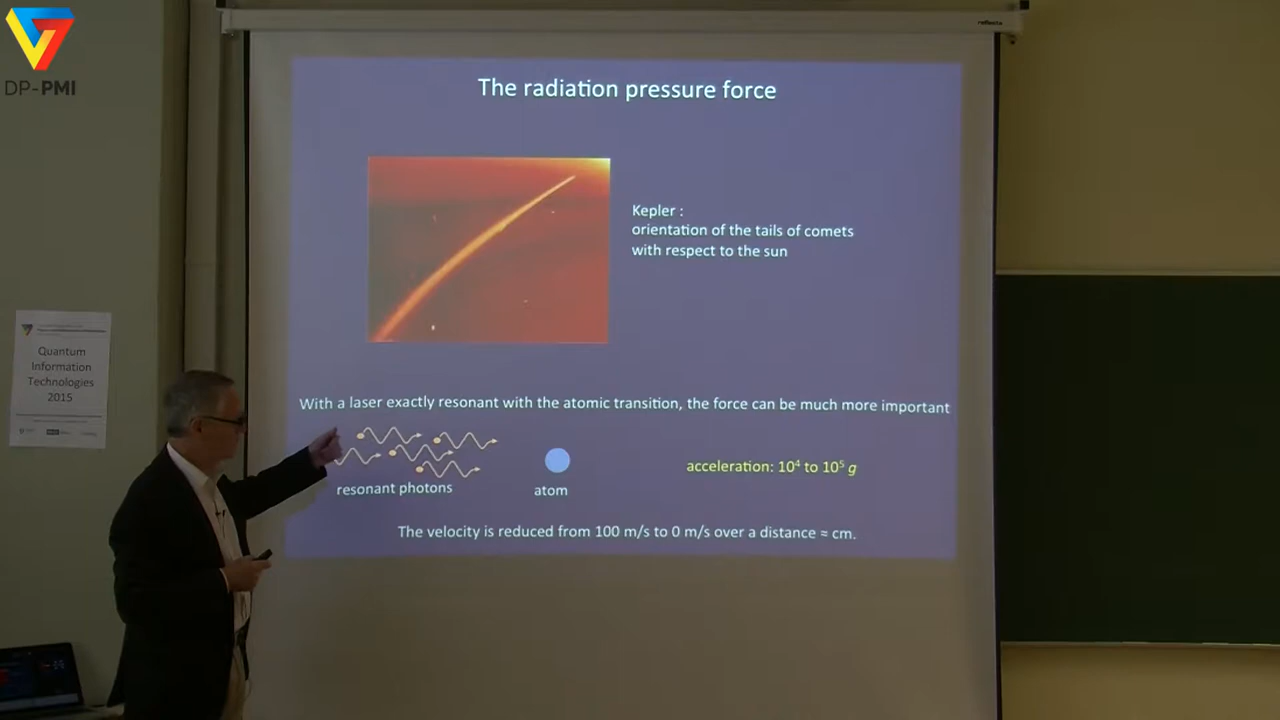 DP-PMI
reflecta
The radiation pressure force
Kepler :
orientation of the tails of comets
with respect to the sun
Quantum
Information
Technologies
2015
With a laser exactly resonant with the atomic transition, the force can be much more important
acceleration: 10⁴ to 10⁵ g
resonant photons
atom
The velocity is reduced from 100 m/s to 0 m/s over a distance ≈ cm.